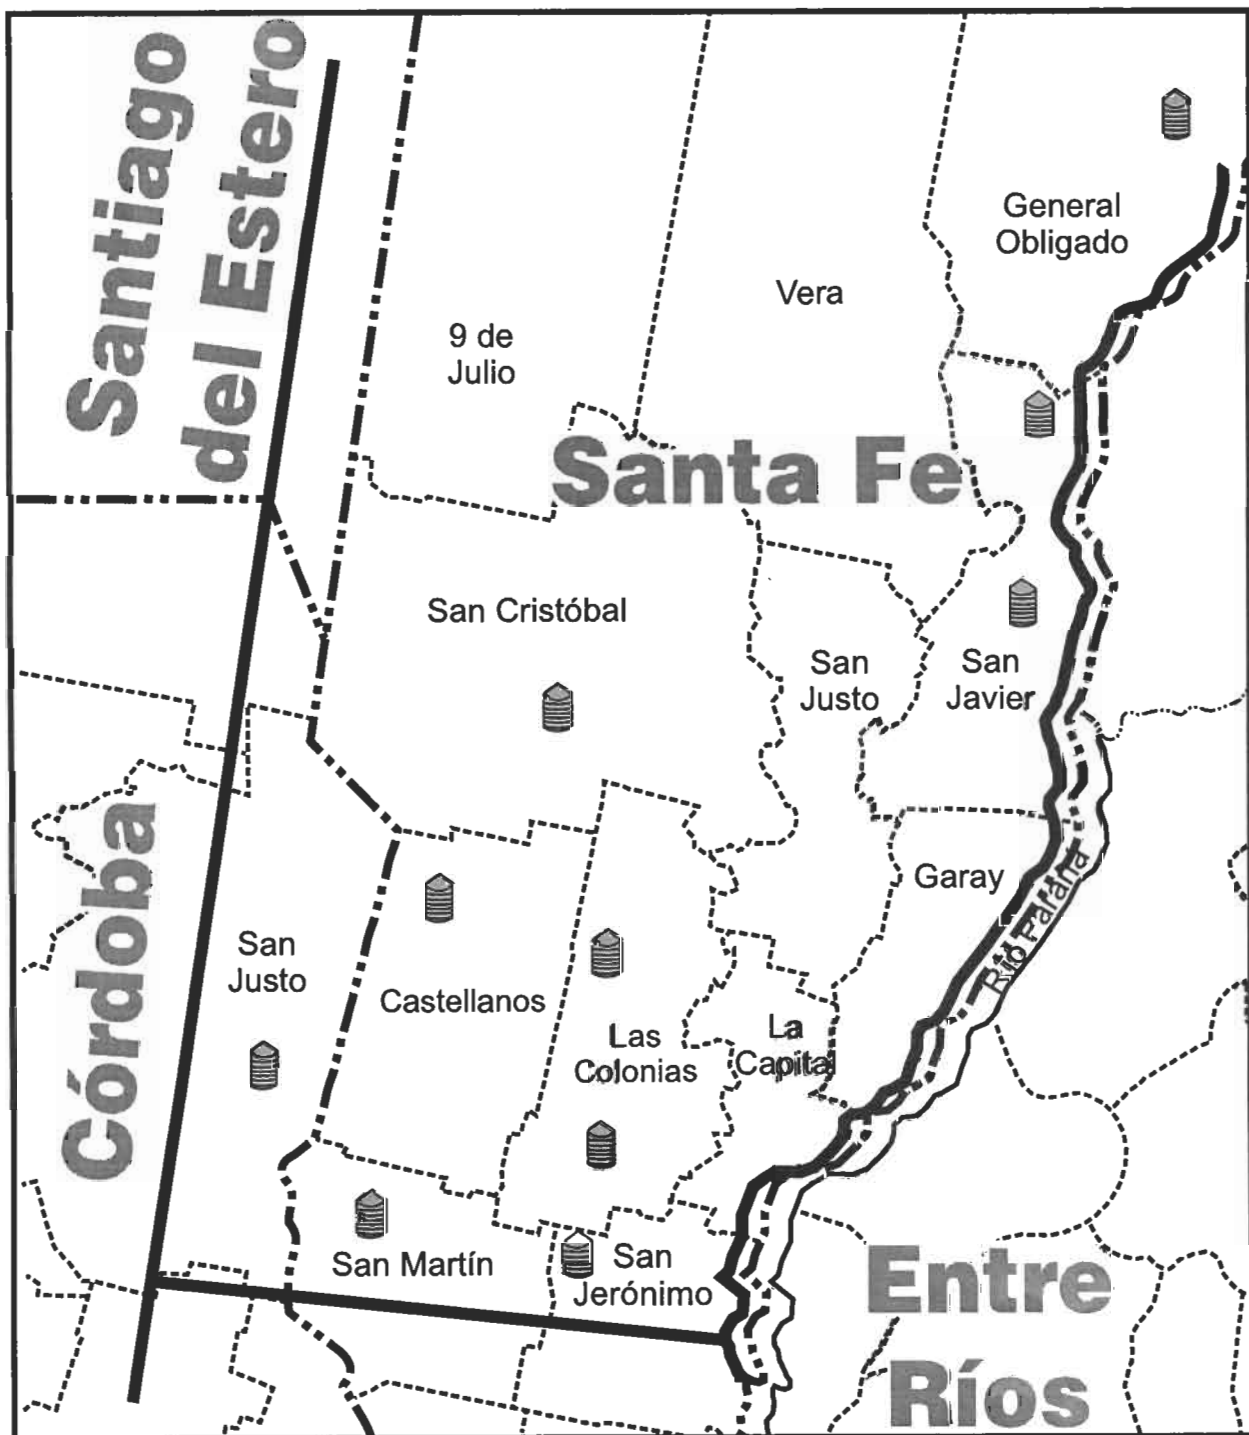 Santiago
del Estero
General
Obligado
Vera
9 de
Julio
Santa Fe
San Cristóbal
San
Justo
San
Javier
Córdoba
Garay
Río Paraná
San
Justo
Castellanos
Las
Colonias
La
Capital
San Martín
San
Jerónimo
Entre
Ríos